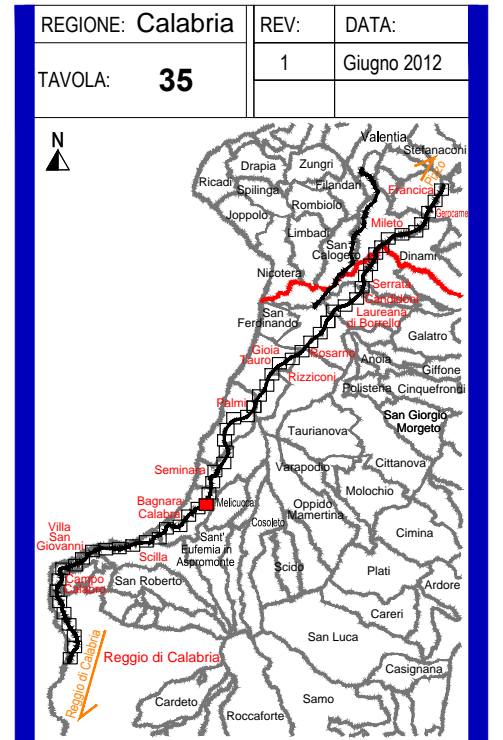 REGIONE: Calabria
REV:
DATA:
TAVOLA: 35
1
Giugno 2012
N
Valentia
Stefanaconi
Pizzo
Drapia
Zungri
Ricadi
Spilinga
Filandari
Francica
Rombiolo
Joppolo
Gerocarne
Mileto
Limbadi
San
Calogero
Dinami
Nicotera
Serrata
Candidoni
San
Ferdinando
Laureana
di Borrello
Galatro
Gioia
Tauro
Rosarno
Anoia
Giffone
Rizziconi
Polistena
Cinquefrondi
Palmi
San Giorgio
Morgeto
Taurianova
Seminara
Varapodio
Cittanova
Molochio
Bagnara
Calabra
Melicucca
Oppido
Mamertina
Cosoleto
Villa
San
Giovanni
Sant'
Eufemia in
Aspromonte
Cimina
Scilla
Scido
Plati
Campo
Calabro
San Roberto
Ardore
Careri
San Luca
Reggio di Calabria
Reggio di Calabria
Casignana
Cardeto
Samo
Roccaforte